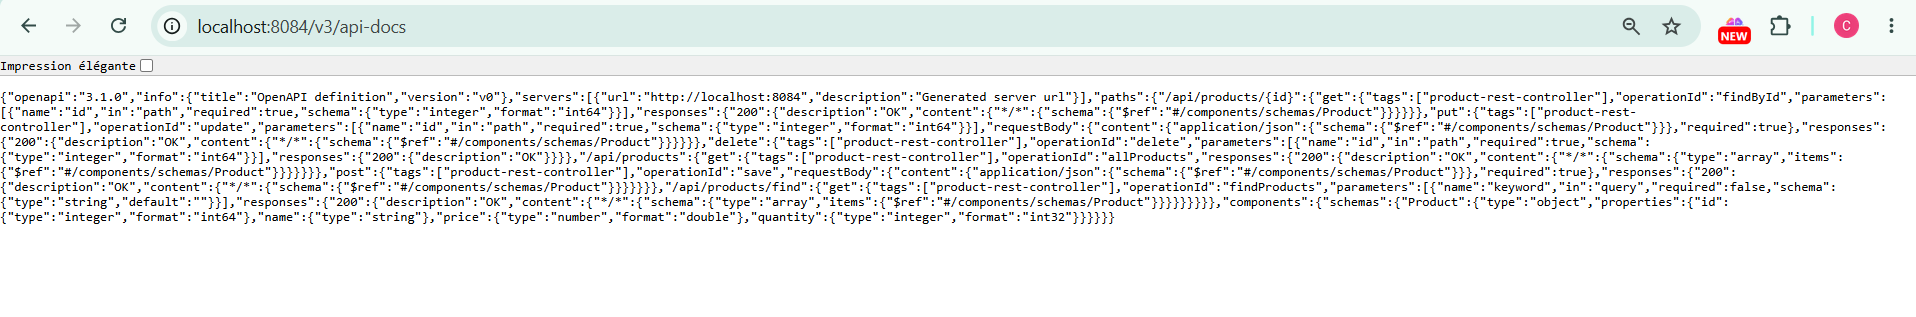 localhost:8084/v3/api-docs
NEW
C
Impression élégante
{"openapi":"3.1.0","info":{"title":"OpenAPI definition","version":"v0"},"servers":[{"url":"http://localhost:8084","description":"Generated server url"}],"paths":{"/api/products/{id}":{"get":{"tags":["product-rest-controller"],"operationId":"findById","parameters":
[{"name":"id","in":"path","required":true,"schema":{"type":"integer","format":"int64"}}],"responses":{"200":{"description":"OK","content":{"*/*":{"schema":{"$ref":"#/components/schemas/Product"}}}}}},"put":{"tags":["product-rest-
controller"],"operationId":"update","parameters":[{"name":"id","in":"path","required":true,"schema":{"type":"integer","format":"int64"}}],"requestBody":{"content":{"application/json":{"schema":{"$ref":"#/components/schemas/Product"}}},"required":true},"responses":
{"200":{"description":"OK","content":{"*/*":{"schema":{"$ref":"#/components/schemas/Product"}}}}}},"delete":{"tags":["product-rest-controller"],"operationId":"delete","parameters":[{"name":"id","in":"path","required":true,"schema":
{"type":"integer","format":"int64"}}],"responses":{"200":{"description":"OK"}}}},"/api/products":{"get":{"tags":["product-rest-controller"],"operationId":"allProducts","responses":{"200":{"description":"OK","content":{"*/*":{"schema":{"type":"array","items":
{"$ref":"#/components/schemas/Product"}}}}}}},"post":{"tags":["product-rest-controller"],"operationId":"save","requestBody":{"content":{"application/json":{"schema":{"$ref":"#/components/schemas/Product"}}},"required":true},"responses":{"200":
{"description":"OK","content":{"*/*":{"schema":{"$ref":"#/components/schemas/Product"}}}}}}},"/api/products/find":{"get":{"tags":["product-rest-controller"],"operationId":"findProducts","parameters":[{"name":"keyword","in":"query","required":false,"schema":
{"type":"string","default":""}}],"responses":{"200":{"description":"OK","content":{"*/*":{"schema":{"type":"array","items":{"$ref":"#/components/schemas/Product"}}}}}}}}},"components":{"schemas":{"Product":{"type":"object","properties":{"id":
{"type":"integer","format":"int64"},"name":{"type":"string"},"price":{"type":"number","format":"double"},"quantity":{"type":"integer","format":"int32"}}}}}}